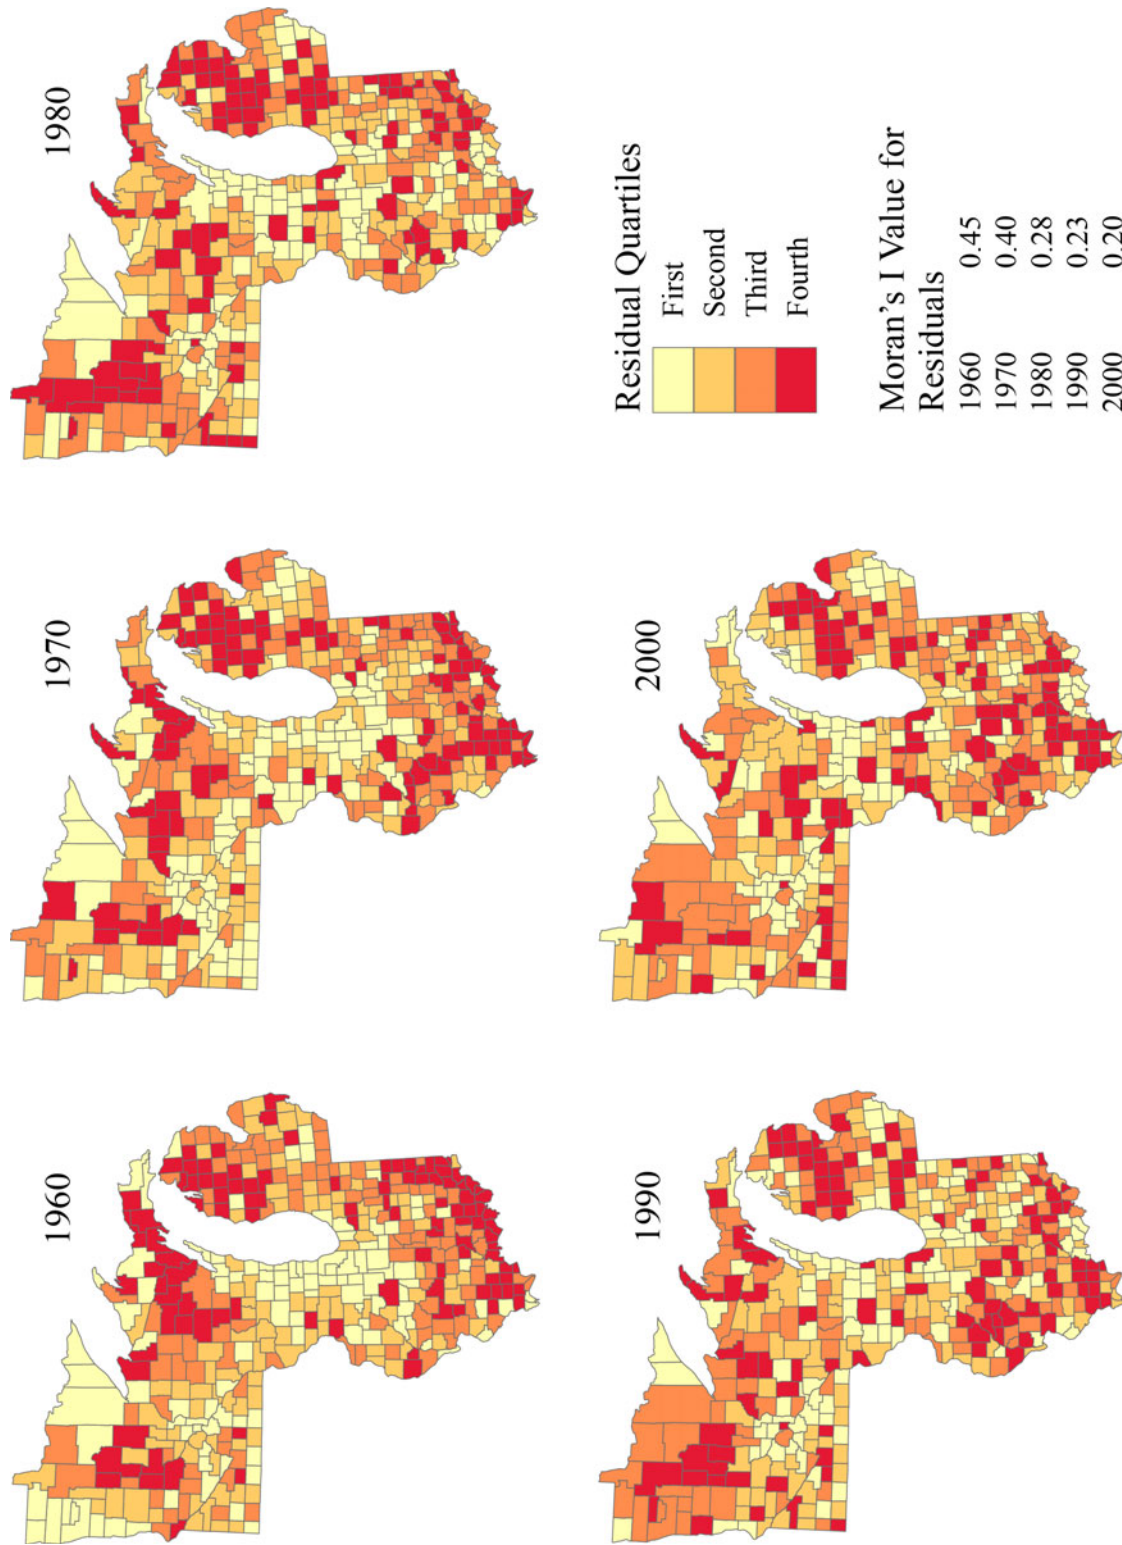 1960
1970
1980
1990
2000
Residual Quartiles
First
Second
Third
Fourth
Moran's I Value for
Residuals
1960 0.45
1970 0.40
1980 0.28
1990 0.23
2000 0.20